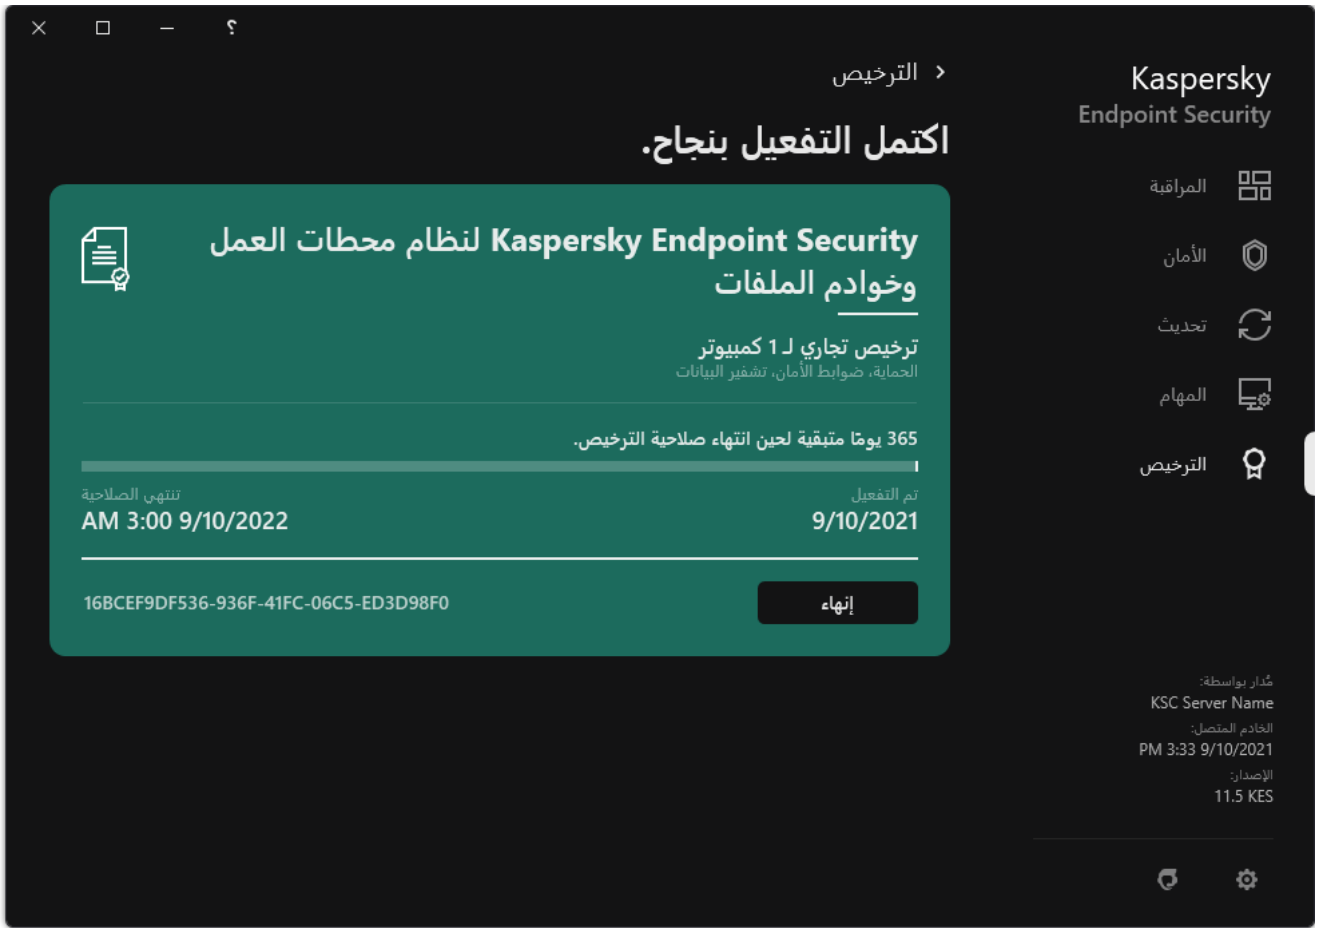 ؟
الترخيص
اكتمل التفعيل بنجاح.
Kaspersky Endpoint Security لنظام محطات العمل
وخوادم الملفات
ترخيص تجاري لـ 1 كمبيوتر
الحماية، ضوابط الأمان، تشفير البيانات
365 يومًا متبقية لحين انتهاء صلاحية الترخيص.
تم التفعيل
9/10/2021
تنتهي الصلاحية
AM 3:00 9/10/2022
إنهاء
16BCEF9DF536-936F-41FC-06C5-ED3D98F0
Kaspersky
Endpoint Security
المراقبة
الأمان
تحديث
المهام
الترخيص
مُدار بواسطة:
KSC Server Name
الخادم المتصل:
PM 3:33 9/10/2021
الإصدار:
11.5 KES